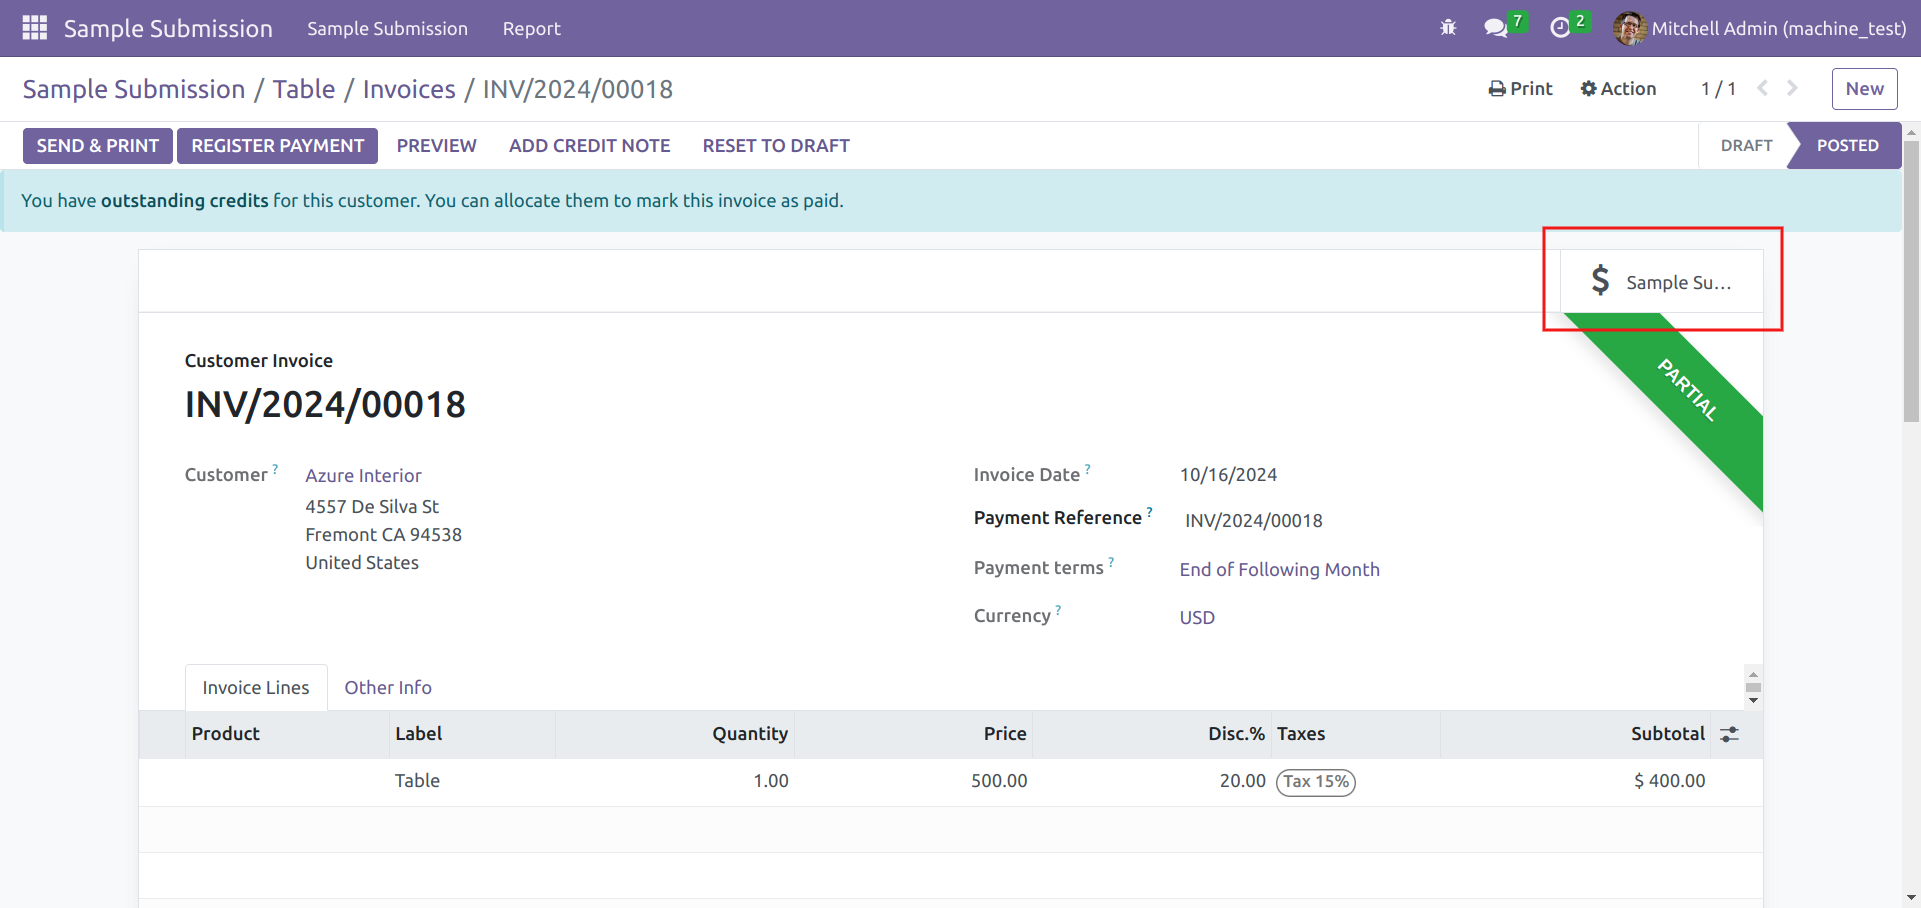 Sample Submission Sample Submission Report 7 2 Mitchell Admin (machine_test)
Sample Submission / Table / Invoices / INV/2024/00018 Print Action 1 / 1 New
SEND & PRINT REGISTER PAYMENT PREVIEW ADD CREDIT NOTE RESET TO DRAFT DRAFT POSTED
You have outstanding credits for this customer. You can allocate them to mark this invoice as paid.
$ Sample Su...
PARTIAL
Customer Invoice
INV/2024/00018
Customer ? Azure Interior Invoice Date ? 10/16/2024
4557 De Silva St
Payment Reference ? INV/2024/00018
Fremont CA 94538
United States
Payment terms ? End of Following Month
Currency ? USD
Invoice Lines Other Info
Product Label Quantity Price Disc.% Taxes Subtotal
Table 1.00 500.00 20.00 Tax 15% $ 400.00